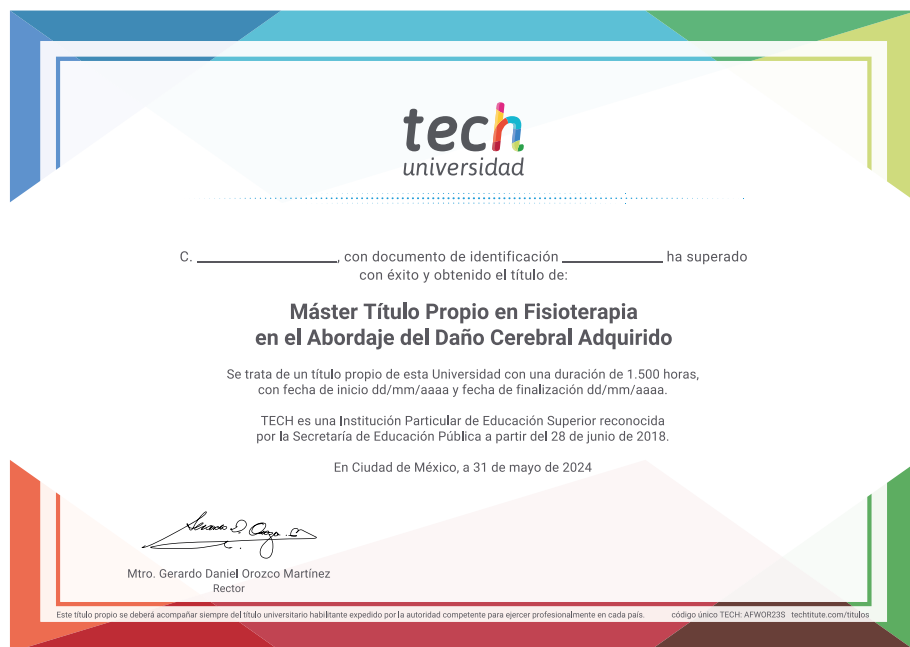 tech
universidad
C. ____________________, con documento de identificación ______________ ha superado
con éxito y obtenido el título de:
Máster Título Propio en Fisioterapia
en el Abordaje del Daño Cerebral Adquirido
Se trata de un título propio de esta Universidad con una duración de 1.500 horas,
con fecha de inicio dd/mm/aaaa y fecha de finalización dd/mm/aaaa.
TECH es una Institución Particular de Educación Superior reconocida
por la Secretaría de Educación Pública a partir del 28 de junio de 2018.
En Ciudad de México, a 31 de mayo de 2024
Mtro. Gerardo Daniel Orozco Martínez
Rector
Este título propio se deberá acompañar siempre del título universitario habilitante expedido por la autoridad competente para ejercer profesionalmente en cada país. código único TECH: AFWOR23S techtitute.com/titulos